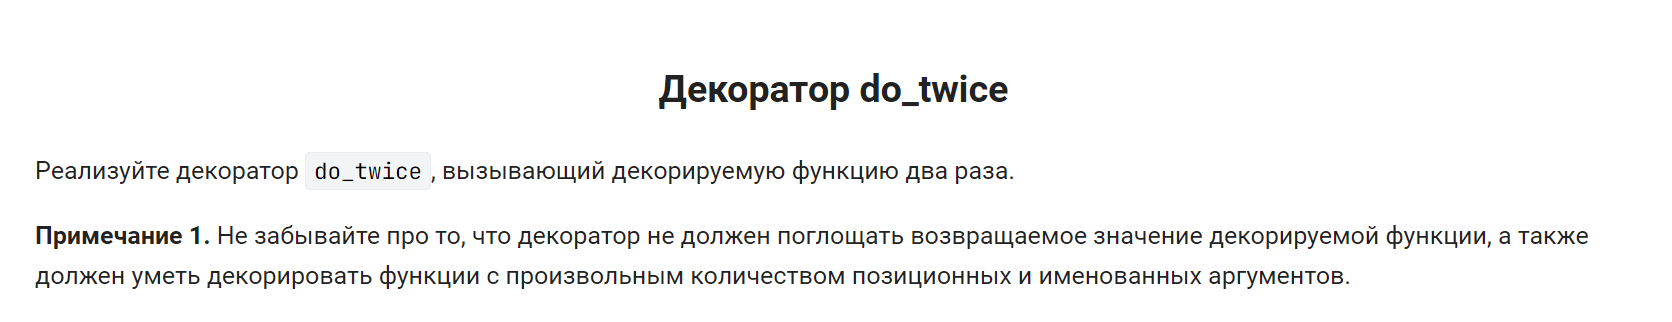 Декоратор do_twice
Реализуйте декоратор do_twice, вызывающий декорируемую функцию два раза.
Примечание 1. Не забывайте про то, что декоратор не должен поглощать возвращаемое значение декорируемой функции, а также
должен уметь декорировать функции с произвольным количеством позиционных и именованных аргументов.